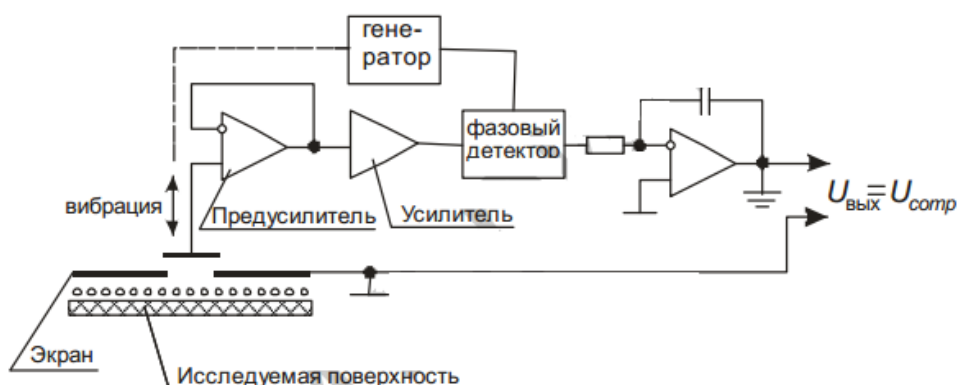 гене-
ратор
фазовый
детектор
вибрация
Предусилитель
Усилитель
Uвых=Ucomp
Экран
Исследуемая поверхность